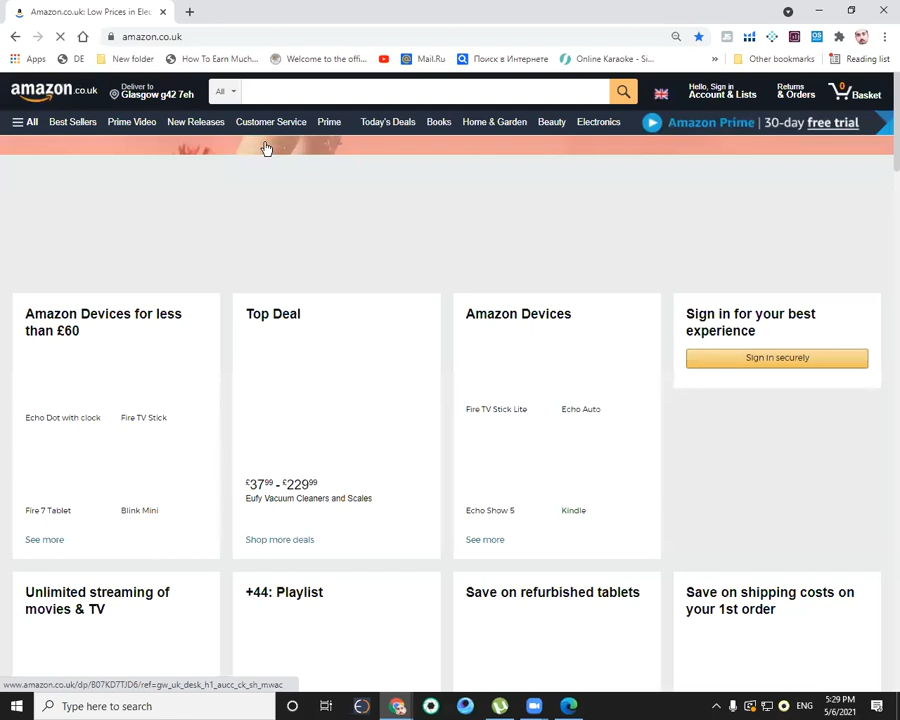 Amazon.co.uk: Low Prices in Elec
amazon.co.uk
Apps DE New folder How To Earn Much... Welcome to the offi... Mail.Ru Поиск в Интернете Online Karaoke - Si... » Other bookmarks Reading list
amazon.co.uk Deliver to Glasgow g42 7eh All Hello, Sign in Account & Lists Returns & Orders 0 Basket
All Best Sellers Prime Video New Releases Customer Service Prime Today's Deals Books Home & Garden Beauty Electronics Amazon Prime | 30-day free trial
Amazon Devices for less
than £60
Echo Dot with clock Fire TV Stick
Fire 7 Tablet Blink Mini
See more
Top Deal
£37⁹⁹ - £229⁹⁹
Eufy Vacuum Cleaners and Scales
Shop more deals
Amazon Devices
Fire TV Stick Lite Echo Auto
Echo Show 5 Kindle
See more
Sign in for your best
experience
Sign in securely
Unlimited streaming of
movies & TV
+44: Playlist
Save on refurbished tablets
Save on shipping costs on
your 1st order
www.amazon.co.uk/dp/B07KD7TJD6/ref=gw_uk_desk_h1_aucc_ck_sh_mwac
Type here to search
ENG
5:29 PM
5/6/2021